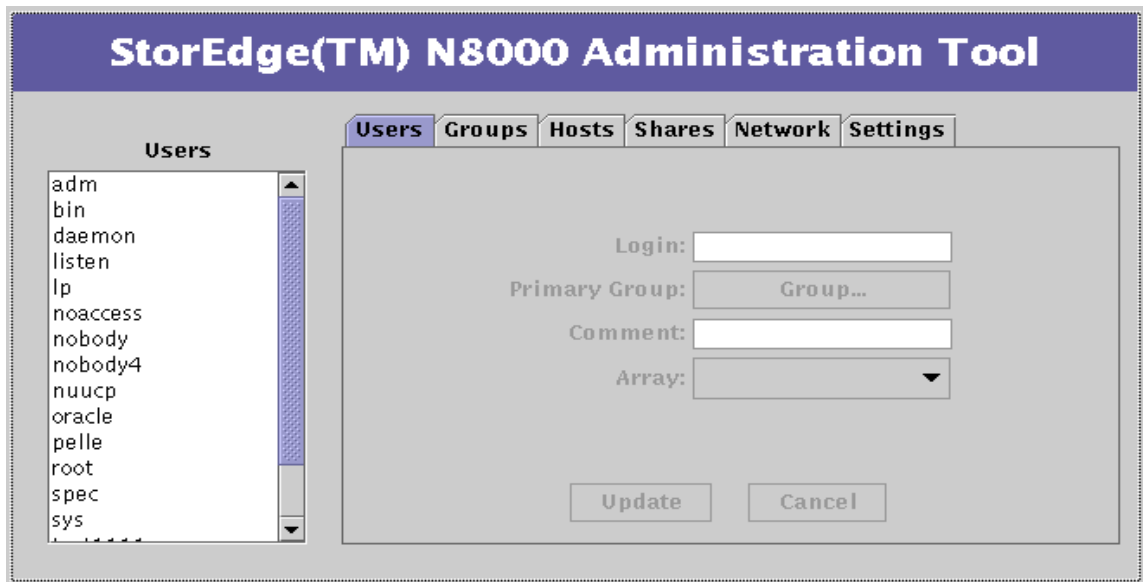 StorEdge(TM) N8000 Administration Tool
Users Groups Hosts Shares Network Settings
Users
adm
bin
daemon
listen
lp
noaccess
nobody
nobody4
nuucp
oracle
pelle
root
spec
sys
Login:
Primary Group: Group...
Comment:
Array:
Update Cancel